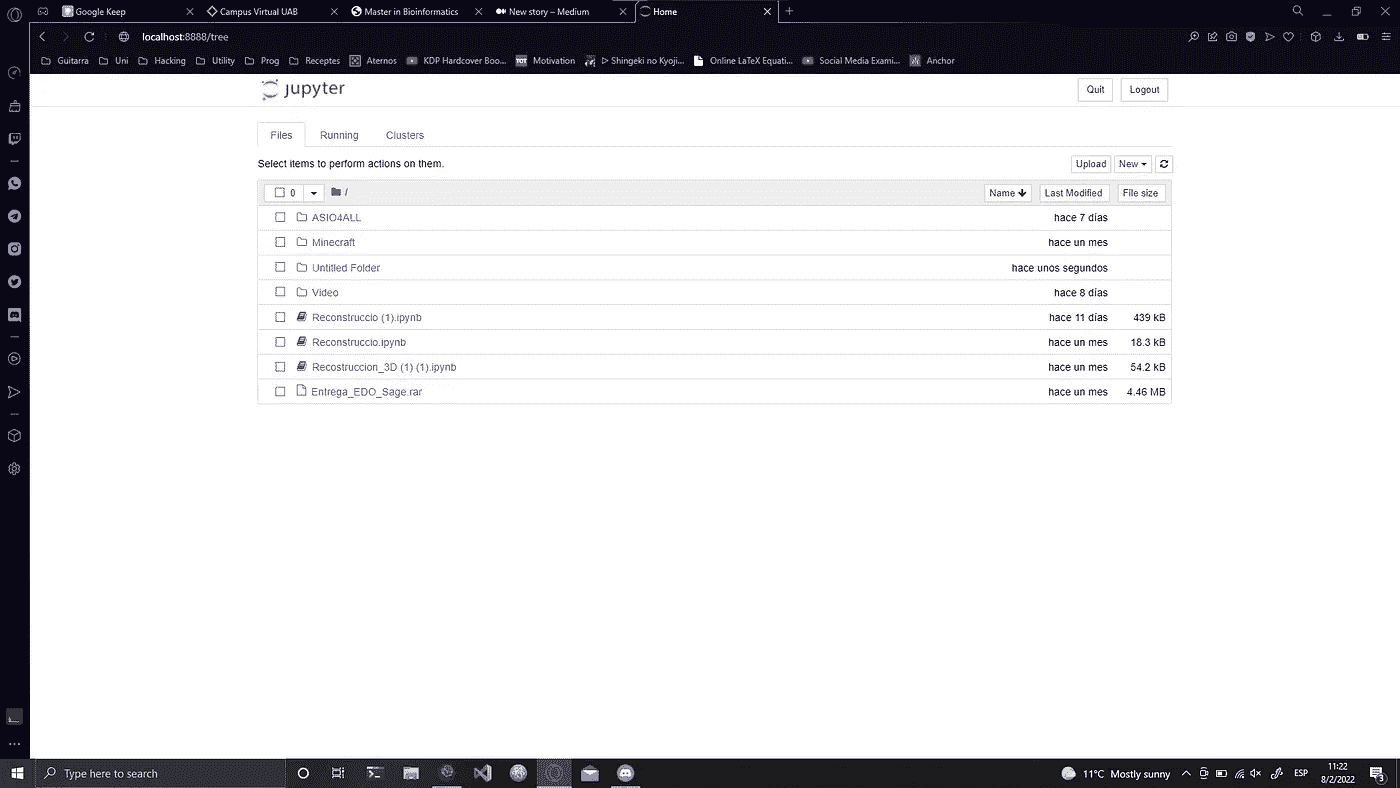 Google Keep Campus Virtual UAB Master in Bioinformatics New story – Medium Home
localhost:8888/tree
Guitarra Uni Hacking Utility Prog Receptes Aternos KDP Hardcover Boo... TOT Motivation ▷ Shingeki no Kyoji... Online LaTeX Equati... Social Media Exami... Anchor
jupyter Quit Logout
Files Running Clusters
Select items to perform actions on them. Upload New
0 / Name Last Modified File size
ASIO4ALL hace 7 días
Minecraft hace un mes
Untitled Folder hace unos segundos
Video hace 8 días
Reconstruccio (1).ipynb hace 11 días 439 kB
Reconstruccio.ipynb hace un mes 18.3 kB
Recostruccion_3D (1) (1).ipynb hace un mes 54.2 kB
Entrega_EDO_Sage.rar hace un mes 4.46 MB
Type here to search 11°C Mostly sunny ESP 11:22
8/2/2022 3